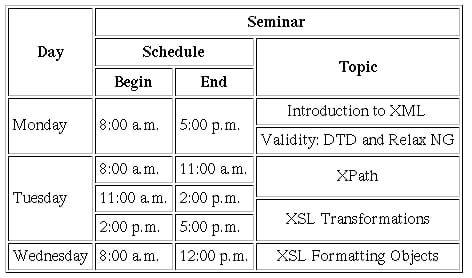 Day
Seminar
Schedule
Topic
Begin
End
Monday
8:00 a.m.
5:00 p.m.
Introduction to XML
Validity: DTD and Relax NG
Tuesday
8:00 a.m.
11:00 a.m.
XPath
11:00 a.m.
2:00 p.m.
XSL Transformations
2:00 p.m.
5:00 p.m.
Wednesday
8:00 a.m.
12:00 p.m.
XSL Formatting Objects